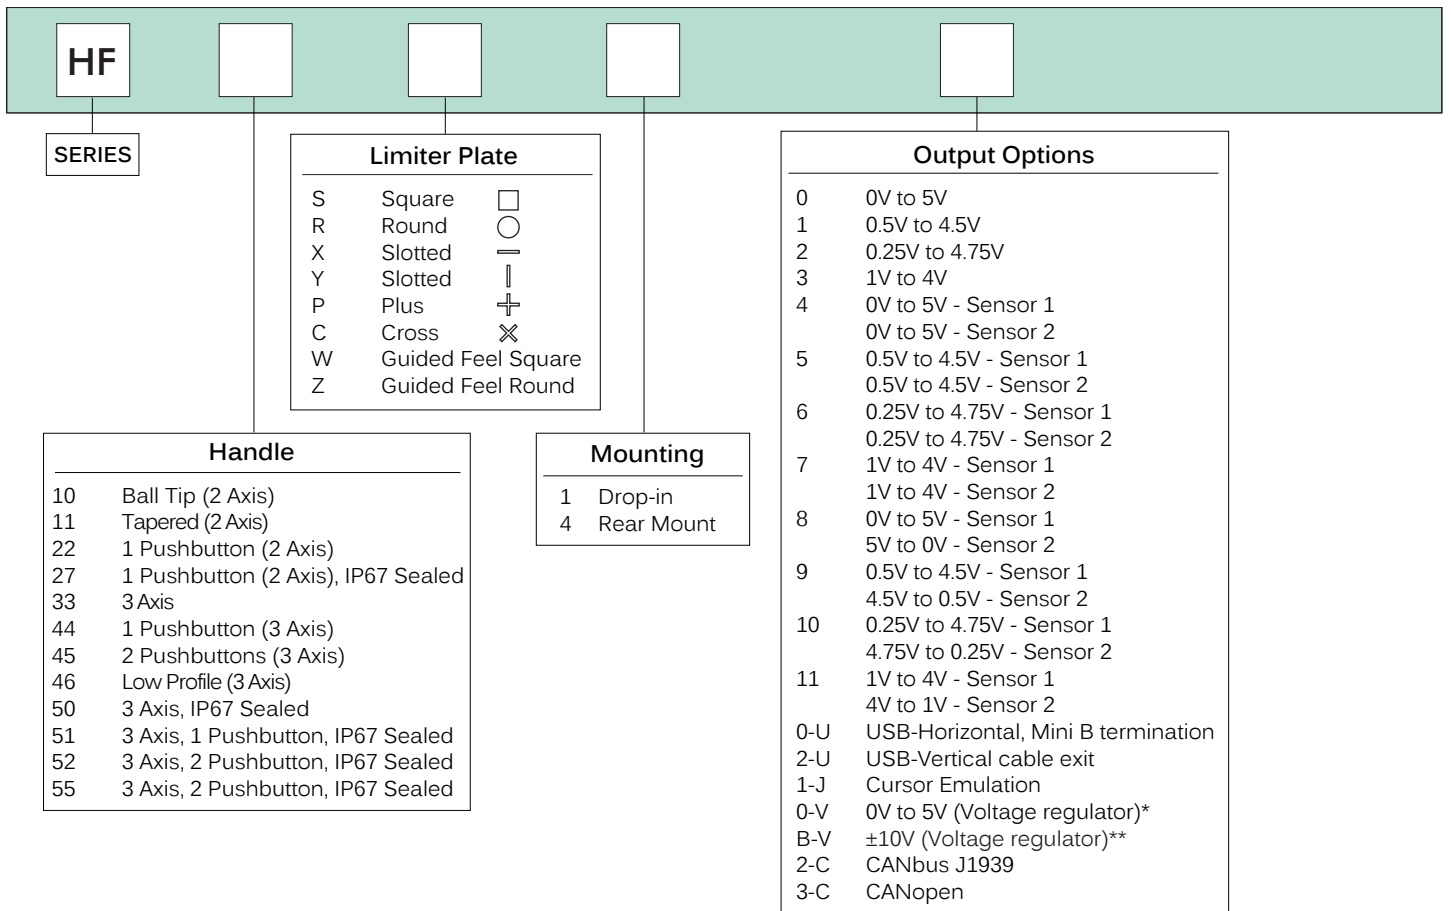 HF
SERIES
Limiter Plate
S Square
R Round
X Slotted
Y Slotted
P Plus
C Cross
W Guided Feel Square
Z Guided Feel Round
Handle
10 Ball Tip (2 Axis)
11 Tapered (2 Axis)
22 1 Pushbutton (2 Axis)
27 1 Pushbutton (2 Axis), IP67 Sealed
33 3 Axis
44 1 Pushbutton (3 Axis)
45 2 Pushbuttons (3 Axis)
46 Low Profile (3 Axis)
50 3 Axis, IP67 Sealed
51 3 Axis, 1 Pushbutton, IP67 Sealed
52 3 Axis, 2 Pushbutton, IP67 Sealed
55 3 Axis, 2 Pushbutton, IP67 Sealed
Mounting
1 Drop-in
4 Rear Mount
Output Options
0 0V to 5V
1 0.5V to 4.5V
2 0.25V to 4.75V
3 1V to 4V
4 0V to 5V - Sensor 1
0V to 5V - Sensor 2
5 0.5V to 4.5V - Sensor 1
0.5V to 4.5V - Sensor 2
6 0.25V to 4.75V - Sensor 1
0.25V to 4.75V - Sensor 2
7 1V to 4V - Sensor 1
1V to 4V - Sensor 2
8 0V to 5V - Sensor 1
5V to 0V - Sensor 2
9 0.5V to 4.5V - Sensor 1
4.5V to 0.5V - Sensor 2
10 0.25V to 4.75V - Sensor 1
4.75V to 0.25V - Sensor 2
11 1V to 4V - Sensor 1
4V to 1V - Sensor 2
0-U USB-Horizontal, Mini B termination
2-U USB-Vertical cable exit
1-J Cursor Emulation
0-V 0V to 5V (Voltage regulator)*
B-V ±10V (Voltage regulator)**
2-C CANbus J1939
3-C CANopen